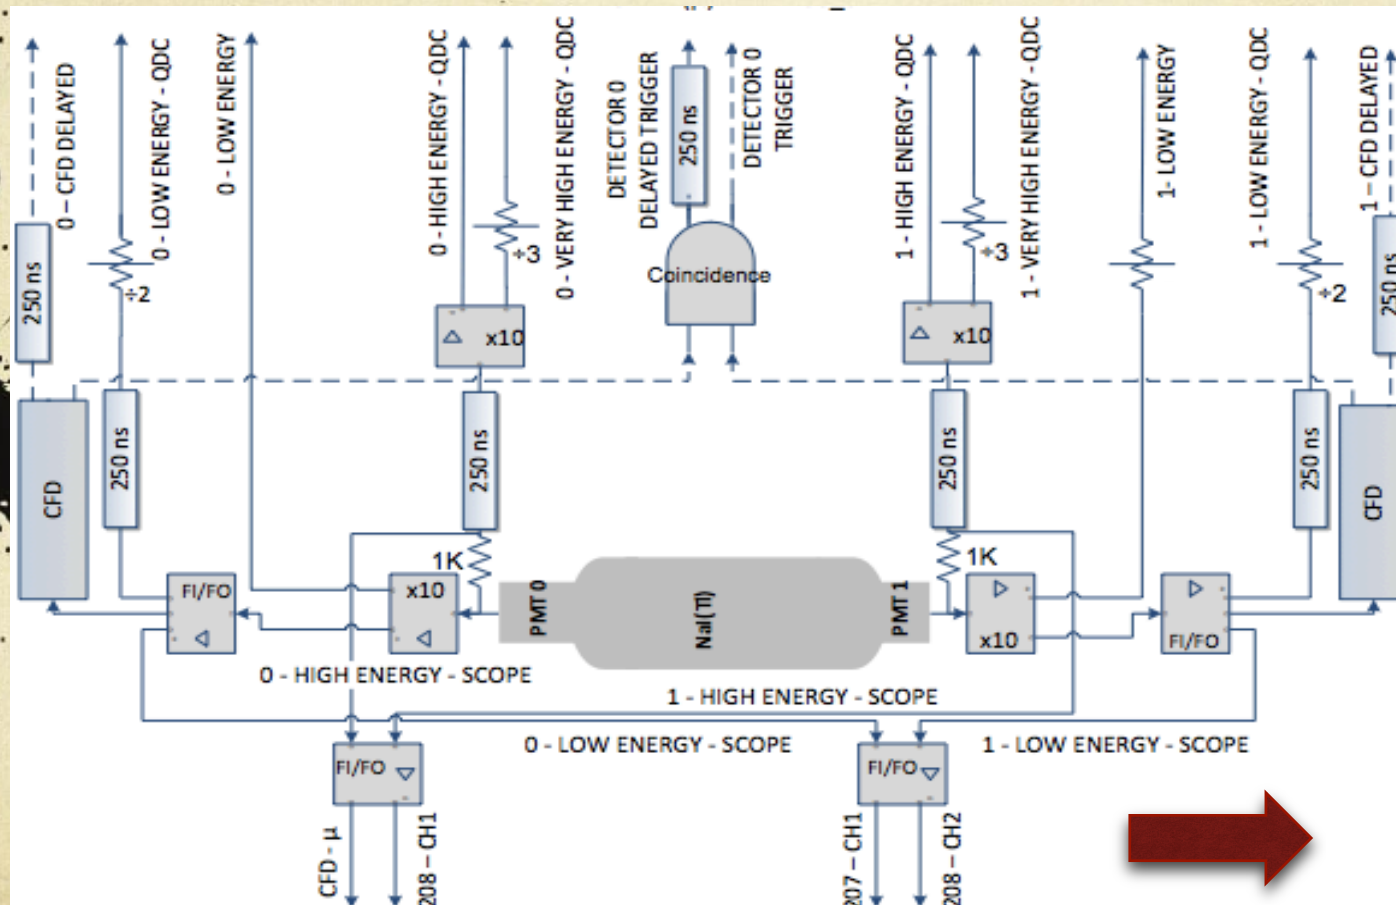 0 – CFD DELAYED
0 - LOW ENERGY - QDC
0 - LOW ENERGY
0 - HIGH ENERGY - QDC
0 - VERY HIGH ENERGY - QDC
DETECTOR 0
DELAYED TRIGGER
250 ns
DETECTOR 0
TRIGGER
1 - HIGH ENERGY - QDC
1 - VERY HIGH ENERGY - QDC
1- LOW ENERGY
1 - LOW ENERGY - QDC
1 – CFD DELAYED
250 ns
÷2
÷3
Coincidence
÷3
÷2
250 ns
x10
x10
CFD
250 ns
250 ns
250 ns
250 ns
CFD
1K
1K
FI/FO
x10
PMT 0
NaI(Tl)
PMT 1
x10
FI/FO
0 - HIGH ENERGY - SCOPE
1 - HIGH ENERGY - SCOPE
0 - LOW ENERGY - SCOPE
1 - LOW ENERGY - SCOPE
FI/FO
FI/FO
CFD - μ
208 – CH1
207 – CH1
208 – CH2